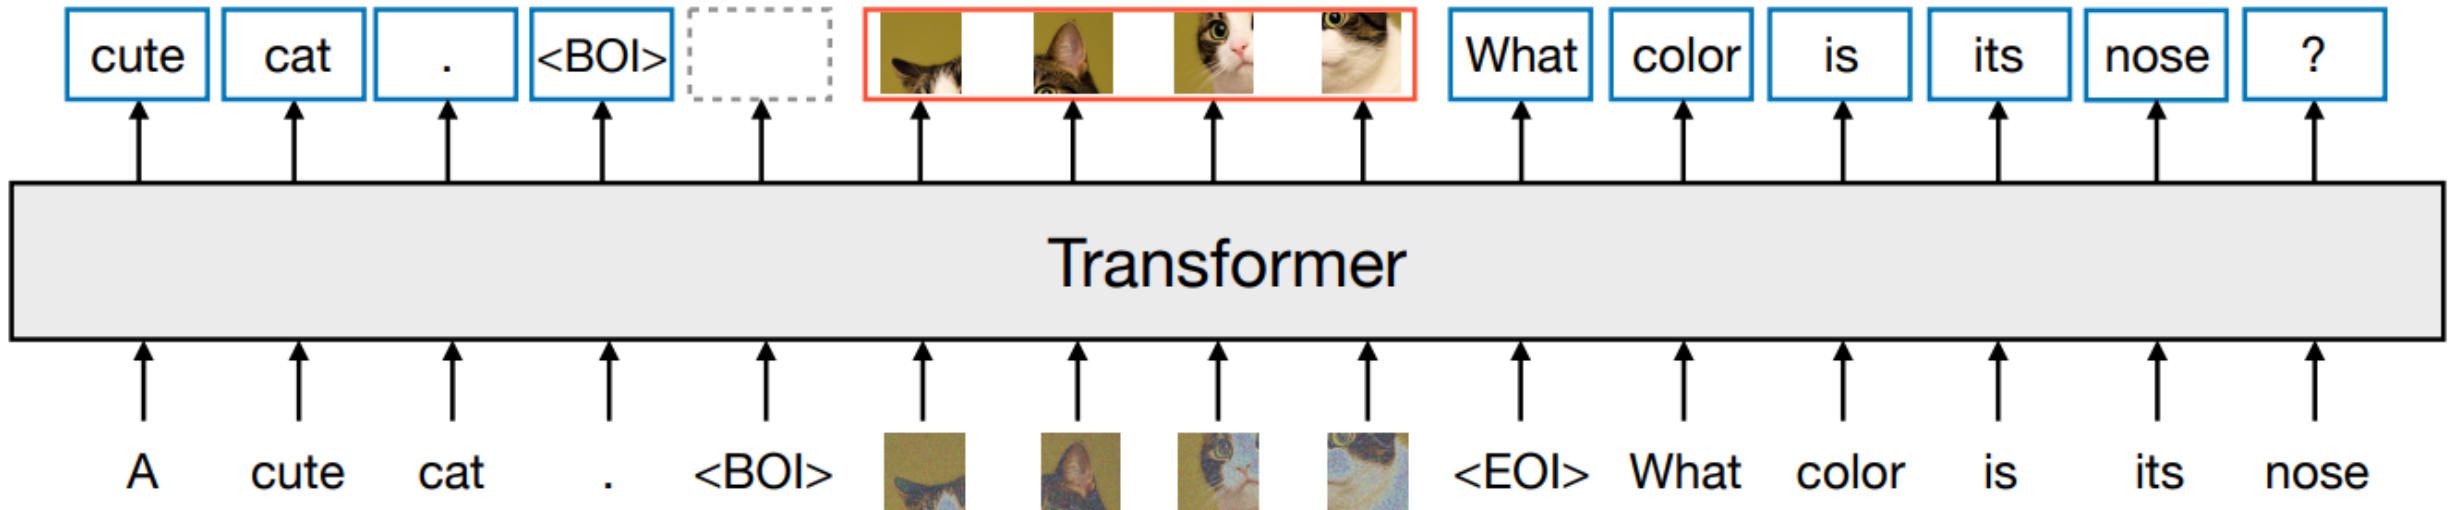 cute cat . <BOI> What color is its nose ?
Transformer
A cute cat . <BOI> <EOI> What color is its nose